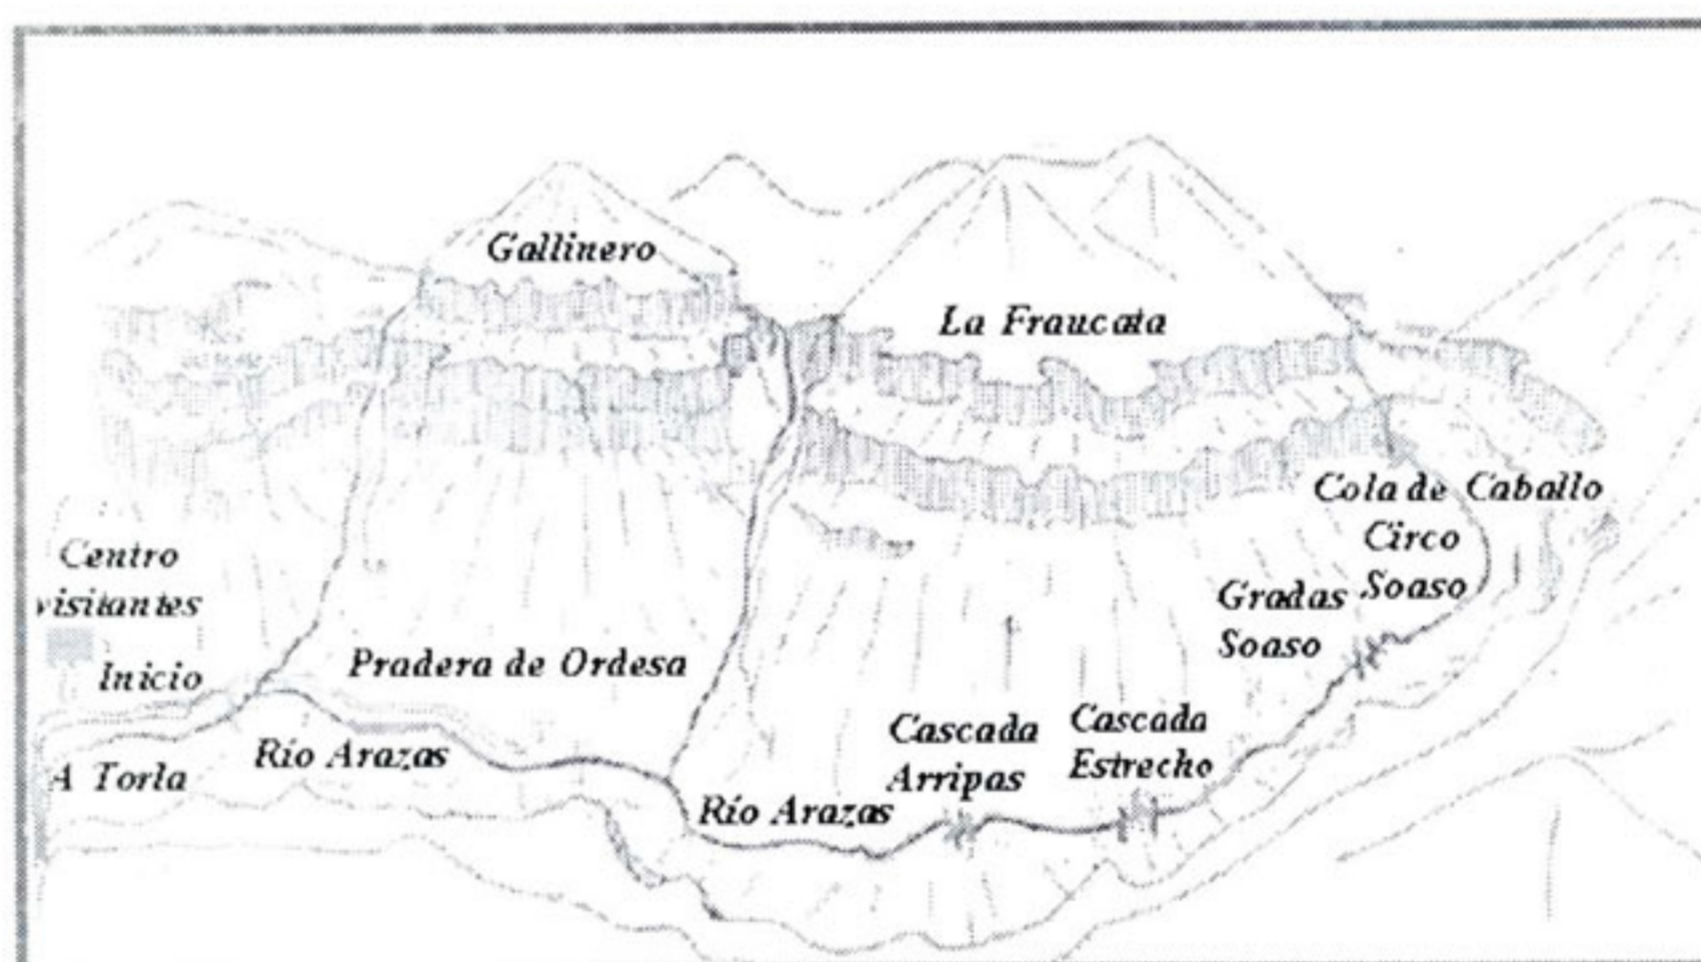 Gallinero
La Fraucata
Cola de Caballo
Circo
Soaso
Gradas
Soaso
Centro
visitantes
Inicio
Pradera de Ordesa
Cascada
Arripas
Cascada
Estrecho
Río Arazas
A Torla
Río Arazas